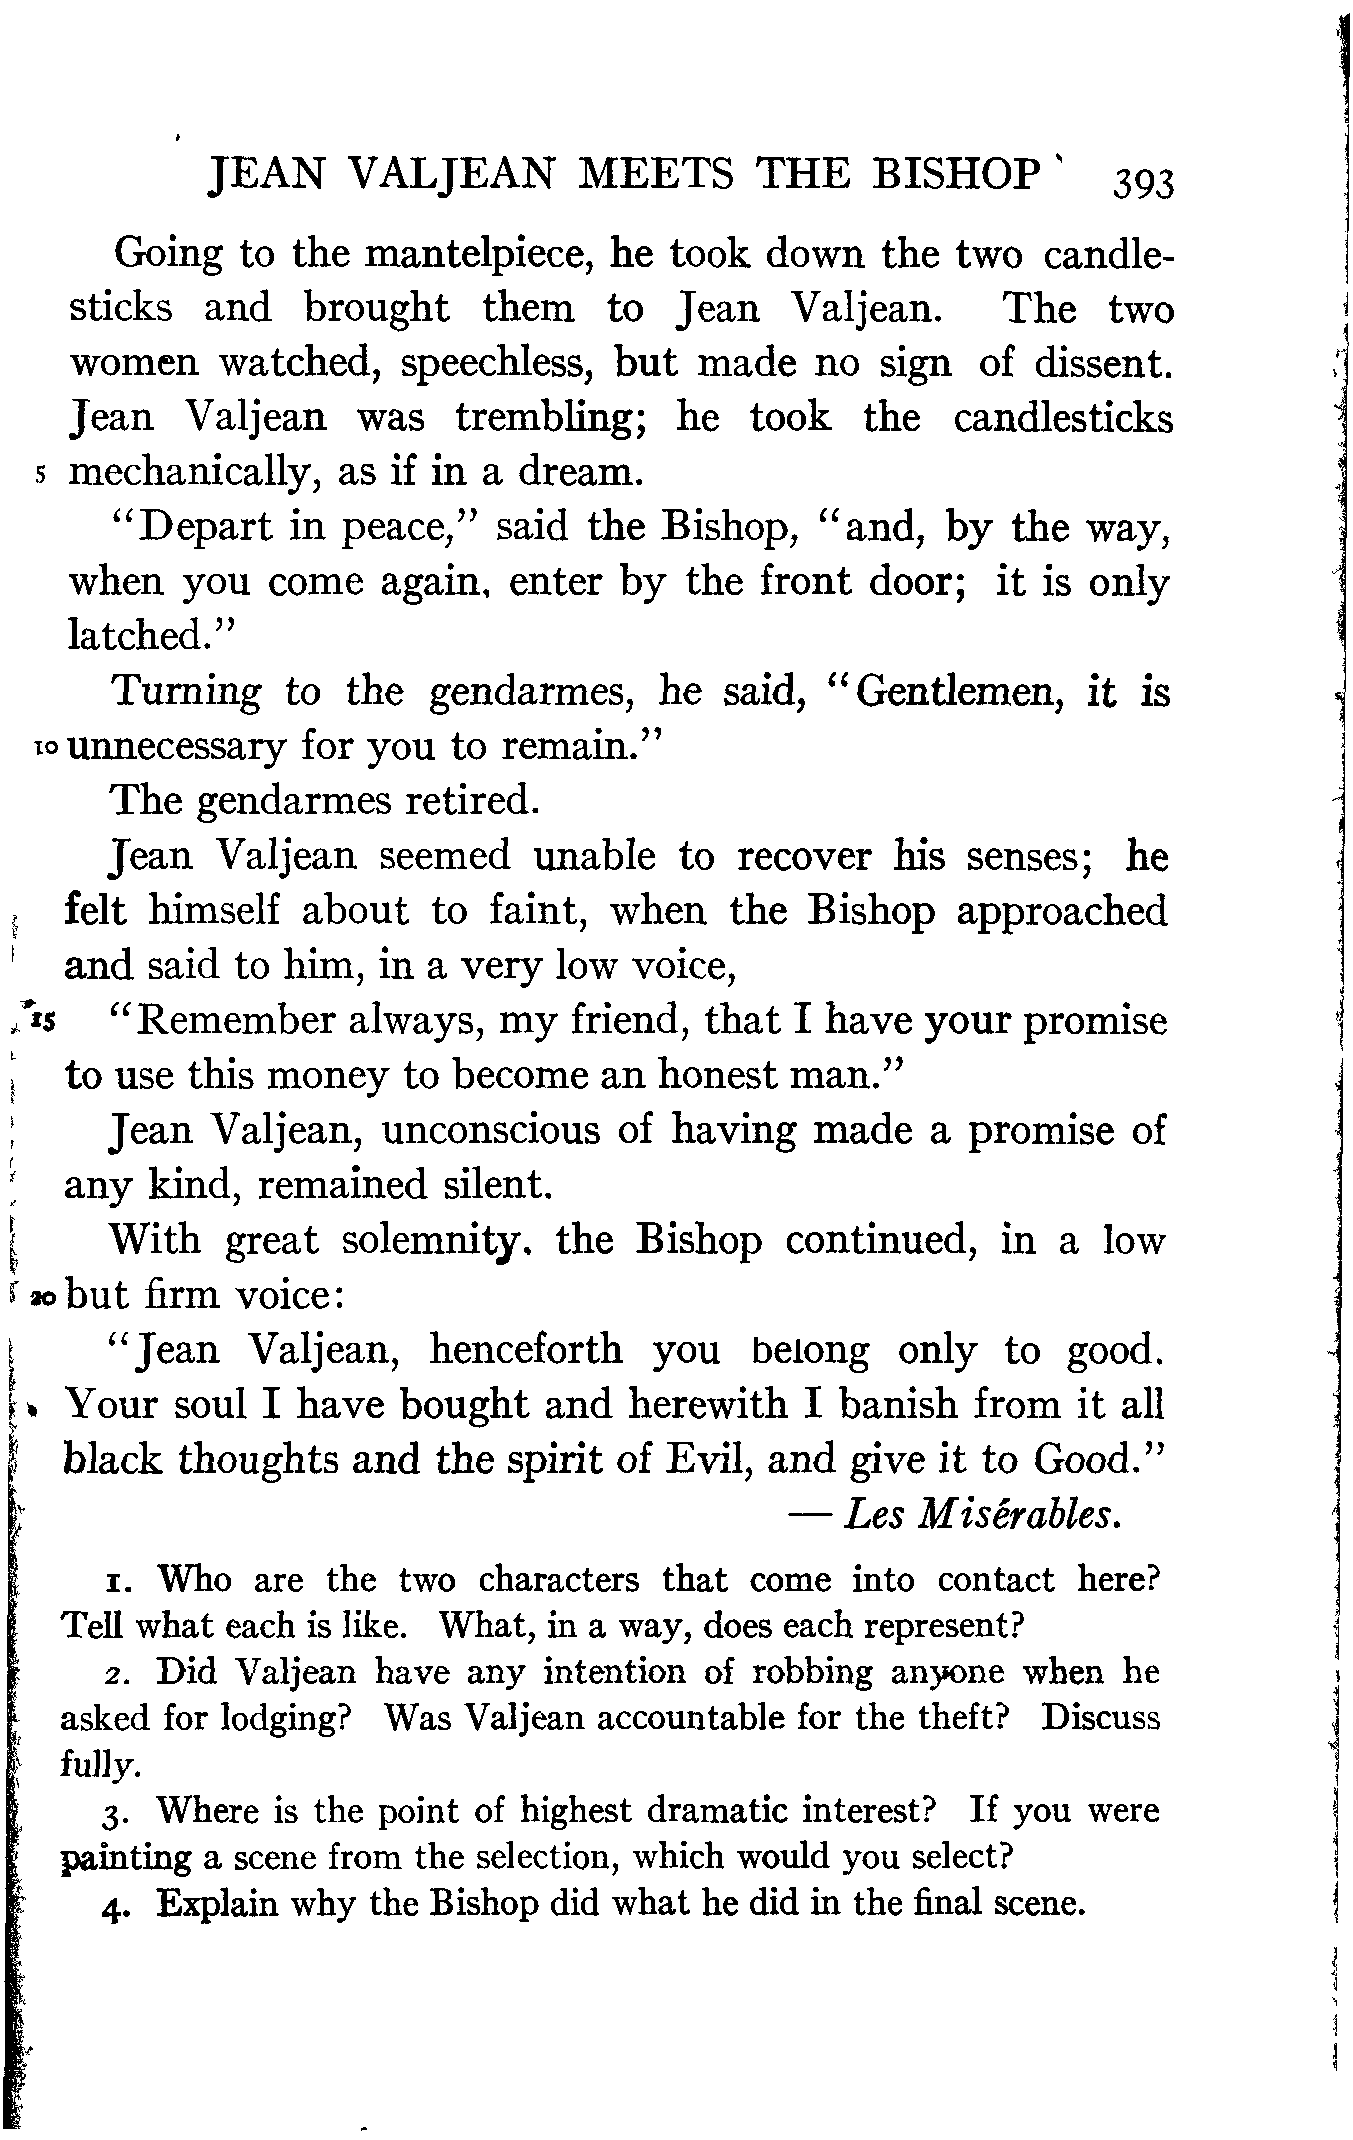 JEAN VALJEAN MEETS THE BISHOP 393
Going to the mantelpiece, he took down the two candle-
sticks and brought them to Jean Valjean. The two
women watched, speechless, but made no sign of dissent.
Jean Valjean was trembling; he took the candlesticks
5 mechanically, as if in a dream.
"Depart in peace," said the Bishop, "and, by the way,
when you come again, enter by the front door; it is only
latched."
Turning to the gendarmes, he said, "Gentlemen, it is
10 unnecessary for you to remain."
The gendarmes retired.
Jean Valjean seemed unable to recover his senses; he
felt himself about to faint, when the Bishop approached
and said to him, in a very low voice,
15 "Remember always, my friend, that I have your promise
to use this money to become an honest man."
Jean Valjean, unconscious of having made a promise of
any kind, remained silent.
With great solemnity, the Bishop continued, in a low
20 but firm voice:
"Jean Valjean, henceforth you belong only to good.
Your soul I have bought and herewith I banish from it all
black thoughts and the spirit of Evil, and give it to Good."
— Les Misérables.
1. Who are the two characters that come into contact here?
Tell what each is like. What, in a way, does each represent?
2. Did Valjean have any intention of robbing anyone when he
asked for lodging? Was Valjean accountable for the theft? Discuss
fully.
3. Where is the point of highest dramatic interest? If you were
painting a scene from the selection, which would you select?
4. Explain why the Bishop did what he did in the final scene.